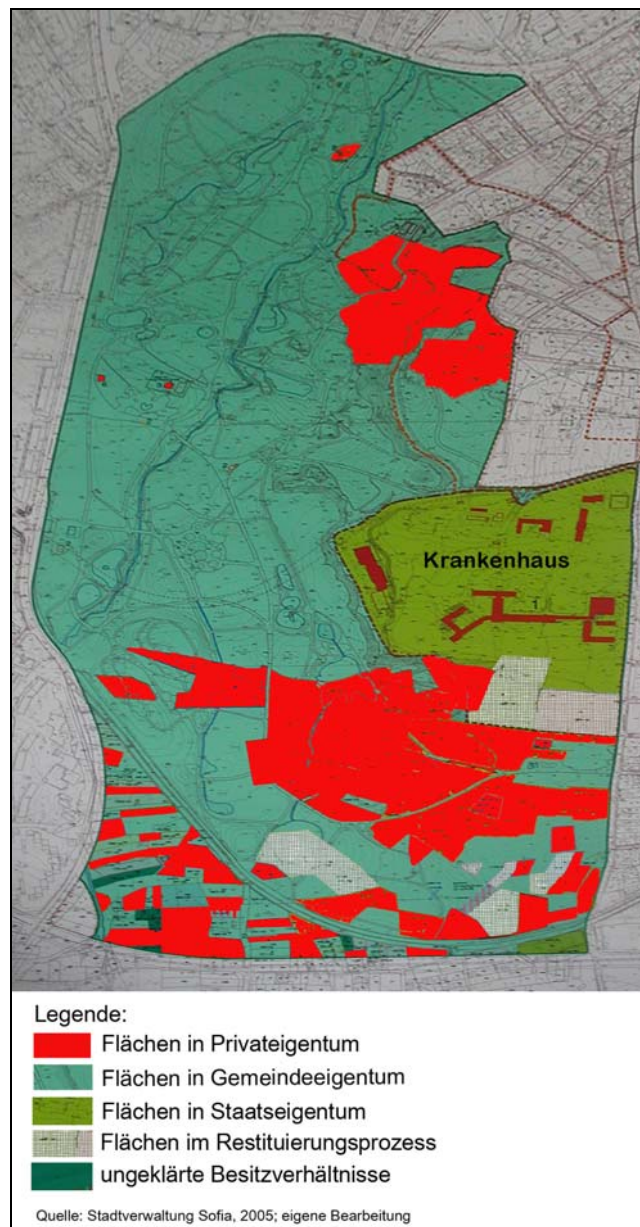 Krankenhaus
1
Legende:
Flächen in Privateigentum
Flächen in Gemeindeeigentum
Flächen in Staatseigentum
Flächen im Restituierungsprozess
ungeklärte Besitzverhältnisse
Quelle: Stadtverwaltung Sofia, 2005; eigene Bearbeitung